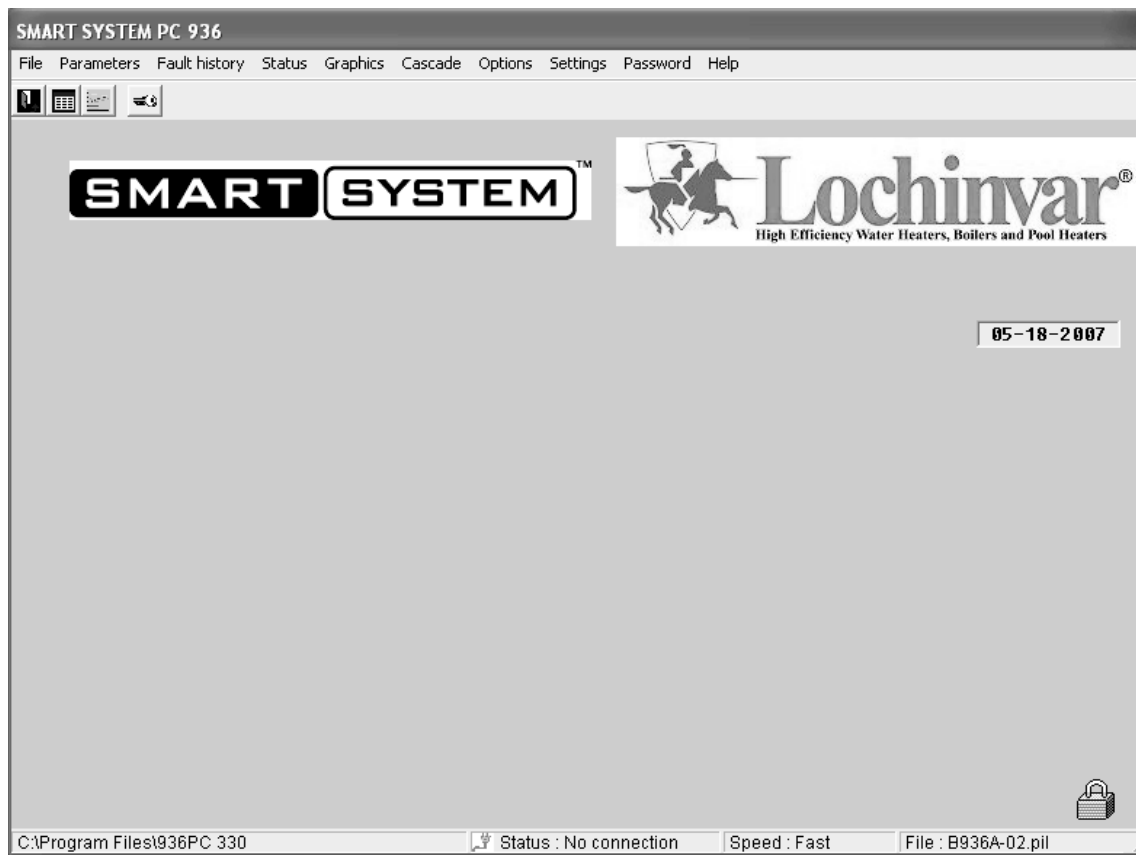 SMART SYSTEM PC 936
File Parameters Fault history Status Graphics Cascade Options Settings Password Help
SMART SYSTEM™
Lochinvar®
High Efficiency Water Heaters, Boilers and Pool Heaters
05-18-2007
C:\Program Files\936PC 330 Status : No connection Speed : Fast File : B936A-02.pil